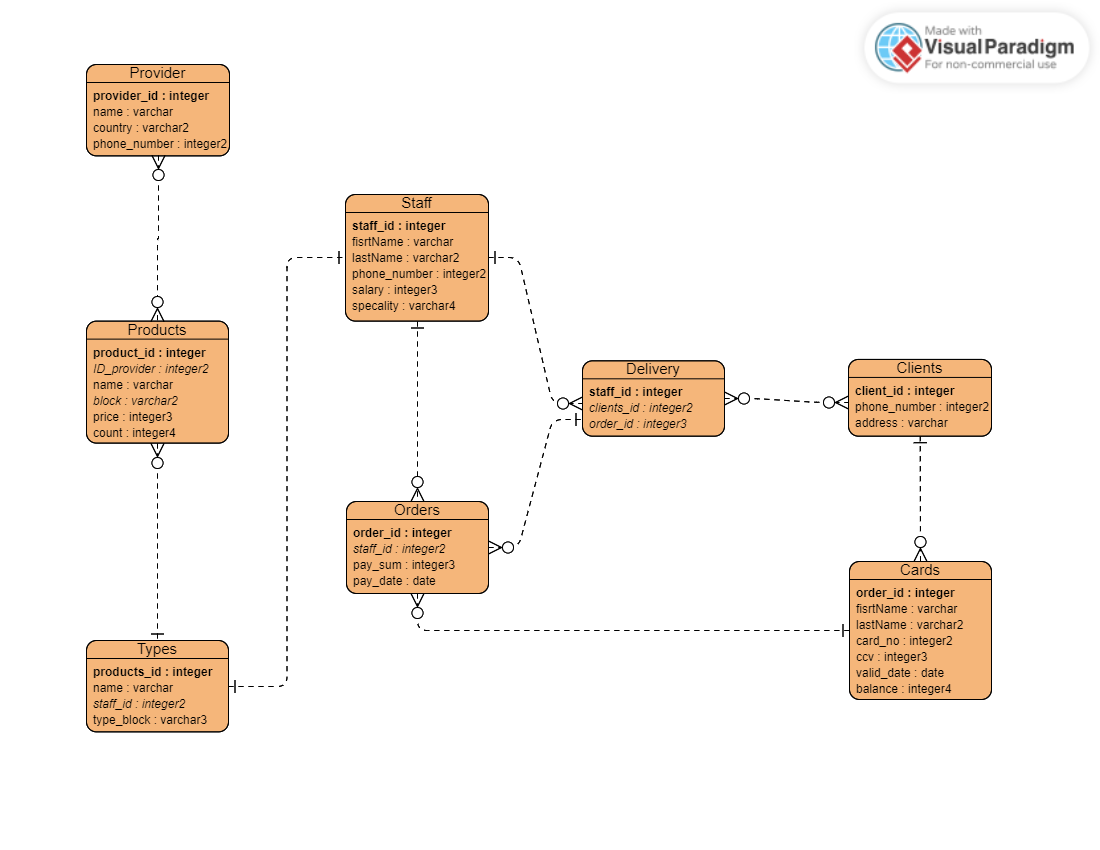 Made with
Visual Paradigm
For non-commercial use
Provider
provider_id : integer
name : varchar
country : varchar2
phone_number : integer2
Staff
staff_id : integer
fisrtName : varchar
lastName : varchar2
phone_number : integer2
salary : integer3
specality : varchar4
Products
product_id : integer
ID_provider : integer2
name : varchar
block : varchar2
price : integer3
count : integer4
Delivery
staff_id : integer
clients_id : integer2
order_id : integer3
Clients
client_id : integer
phone_number : integer2
address : varchar
Orders
order_id : integer
staff_id : integer2
pay_sum : integer3
pay_date : date
Cards
order_id : integer
fisrtName : varchar
lastName : varchar2
card_no : integer2
ccv : integer3
valid_date : date
balance : integer4
Types
products_id : integer
name : varchar
staff_id : integer2
type_block : varchar3